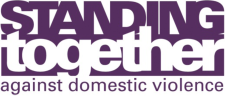 STANDING
together
against domestic violence